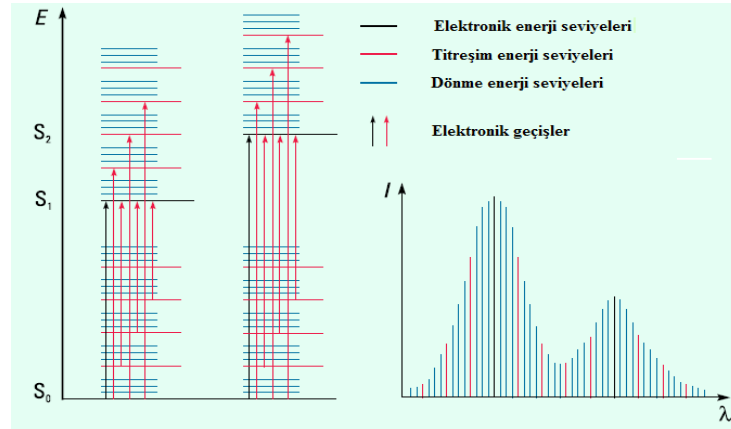 E
S₂
S₁
S₀
Elektronik enerji seviyeleri
Titreşim enerji seviyeleri
Dönme enerji seviyeleri
Elektronik geçişler
I
λ